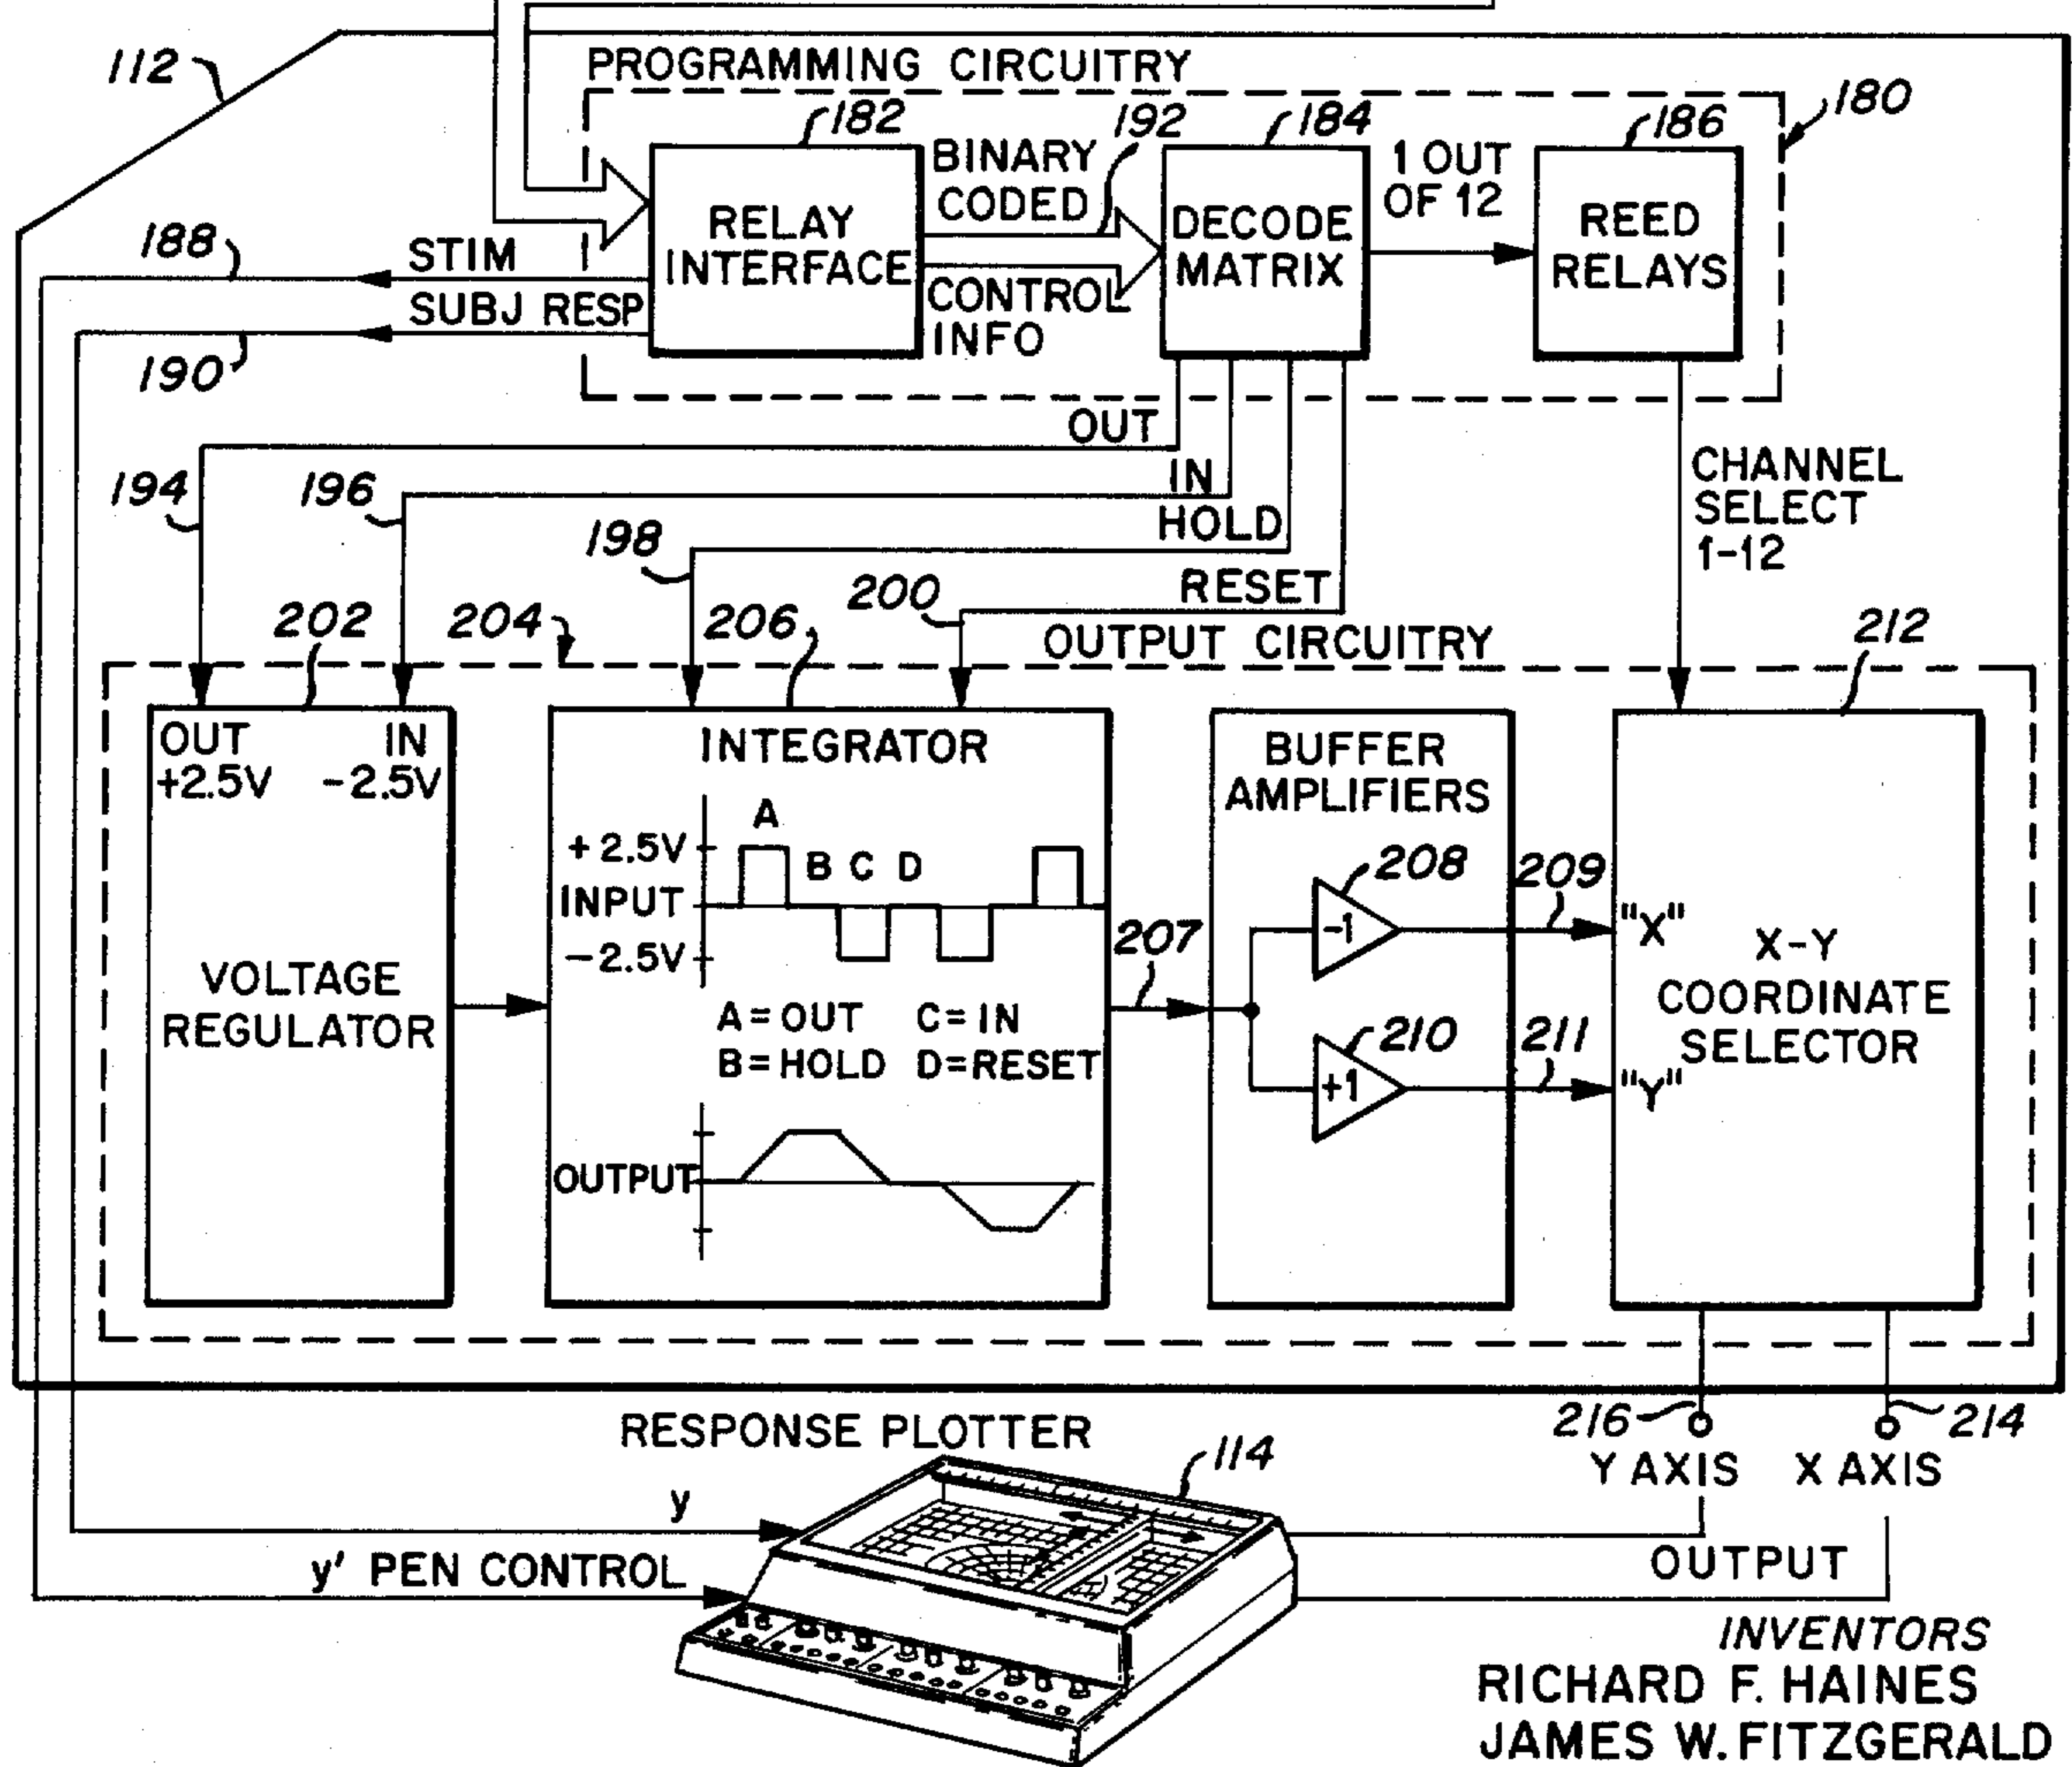 112
PROGRAMMING CIRCUITRY
180
182
192
184
186
RELAY
INTERFACE
BINARY
CODED
CONTROL
INFO
DECODE
MATRIX
1 OUT
OF 12
REED
RELAYS
188
STIM
SUBJ RESP
190
OUT
IN
HOLD
RESET
194
196
198
200
CHANNEL
SELECT
1-12
202
204
206
OUTPUT CIRCUITRY
212
OUT
+2.5V
IN
-2.5V
VOLTAGE
REGULATOR
INTEGRATOR
A
+2.5V
B C D
INPUT
-2.5V
A=OUT C=IN
B=HOLD D=RESET
OUTPUT
207
BUFFER
AMPLIFIERS
208
-1
209
210
+1
211
"X"
X-Y
COORDINATE
SELECTOR
"Y"
216
214
Y AXIS X AXIS
RESPONSE PLOTTER
114
y
y' PEN CONTROL
OUTPUT
INVENTORS
RICHARD F. HAINES
JAMES W. FITZGERALD